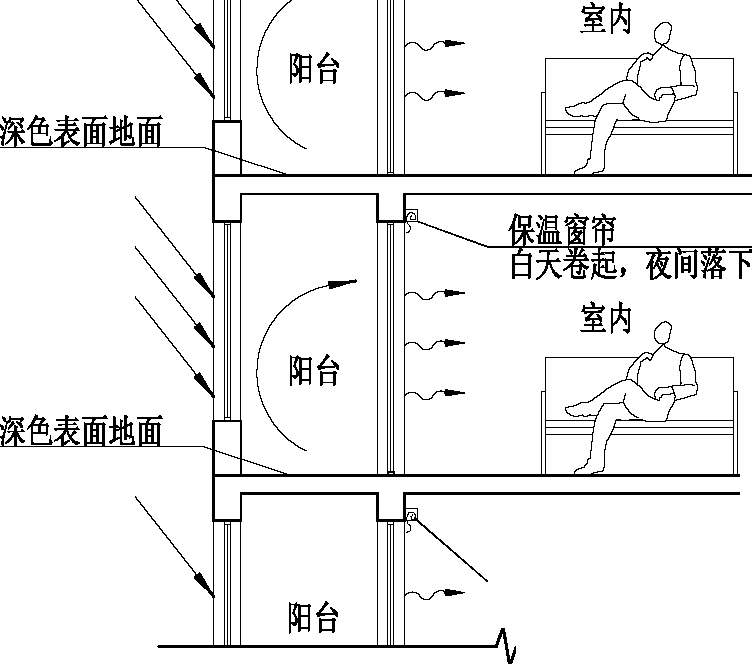 室内
阳台
深色表面地面
保温窗帘
白天卷起，夜间落下
室内
阳台
深色表面地面
阳台